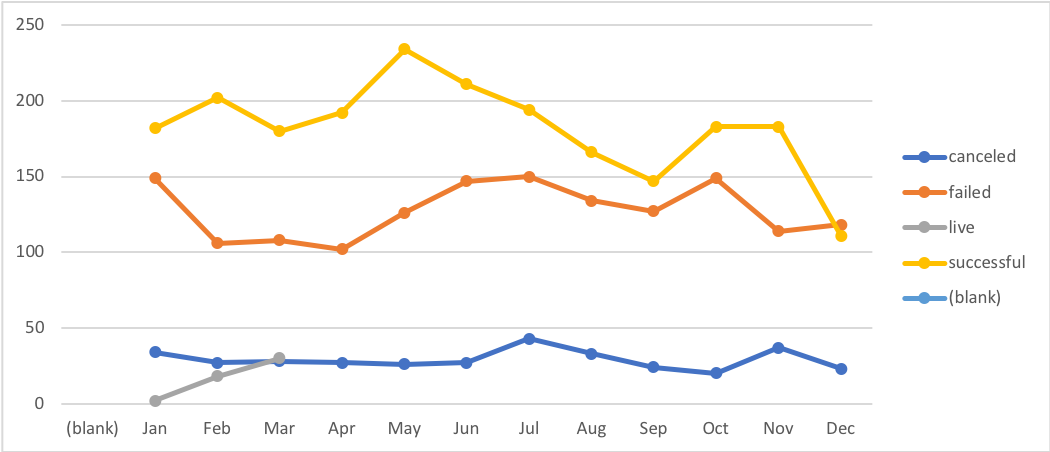 250
200
150
100
50
0
(blank) Jan Feb Mar Apr May Jun Jul Aug Sep Oct Nov Dec
canceled
failed
live
successful
(blank)